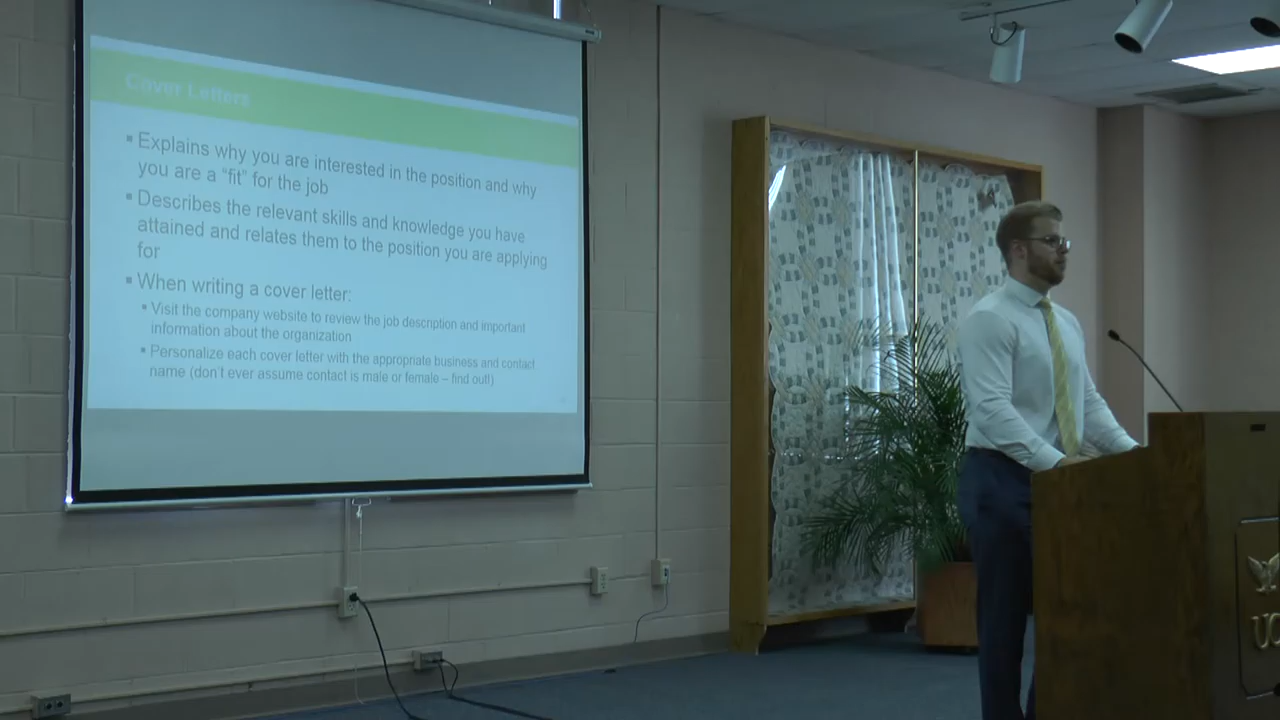 Cover Letters
▪ Explains why you are interested in the position and why
you are a “fit” for the job
▪ Describes the relevant skills and knowledge you have
attained and relates them to the position you are applying
for
▪ When writing a cover letter:
▪ Visit the company website to review the job description and important
information about the organization
▪ Personalize each cover letter with the appropriate business and contact
name (don’t ever assume contact is male or female – find out!)